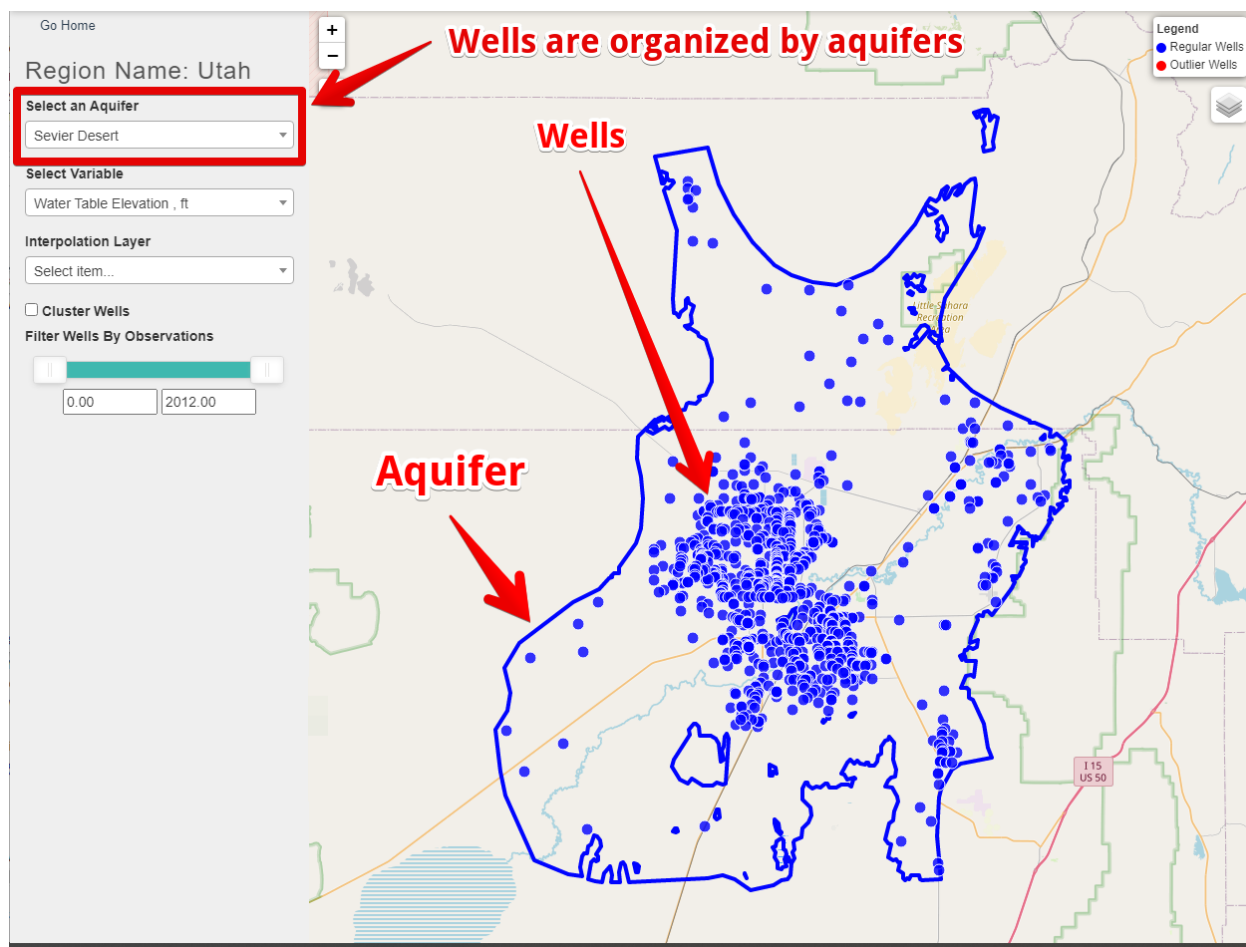 Go Home
Region Name: Utah
Select an Aquifer
Sevier Desert
Select Variable
Water Table Elevation , ft
Interpolation Layer
Select item...
Cluster Wells
Filter Wells By Observations
0.00
2012.00
+
−
Wells are organized by aquifers
Wells
Aquifer
Legend
Regular Wells
Outlier Wells
Little Sahara
Recreation
Area
I 15
US 50